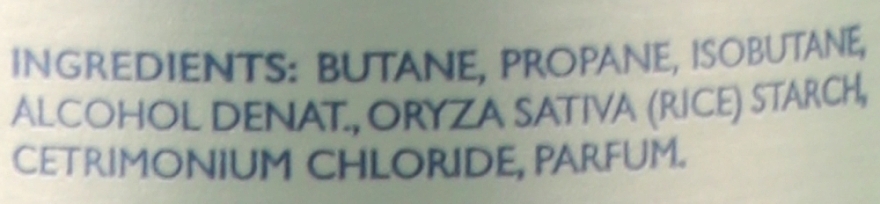 INGREDIENTS: BUTANE, PROPANE, ISOBUTANE,
ALCOHOL DENAT., ORYZA SATIVA (RICE) STARCH,
CETRIMONIUM CHLORIDE, PARFUM.